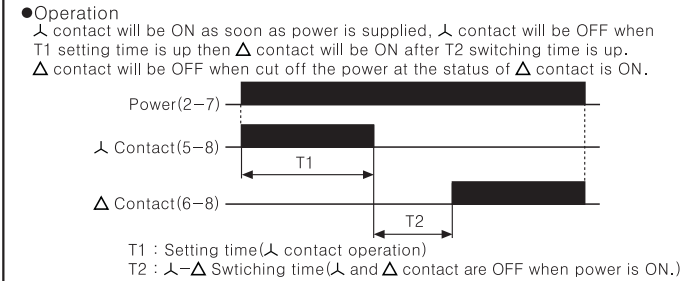 ●Operation
⅄ contact will be ON as soon as power is supplied, ⅄ contact will be OFF when
T1 setting time is up then Δ contact will be ON after T2 switching time is up.
Δ contact will be OFF when cut off the power at the status of Δ contact is ON.
Power(2-7)
⅄ Contact(5-8)
T1
Δ Contact(6-8)
T2
T1 : Setting time(⅄ contact operation)
T2 : ⅄-Δ Swtiching time(⅄ and Δ contact are OFF when power is ON.)